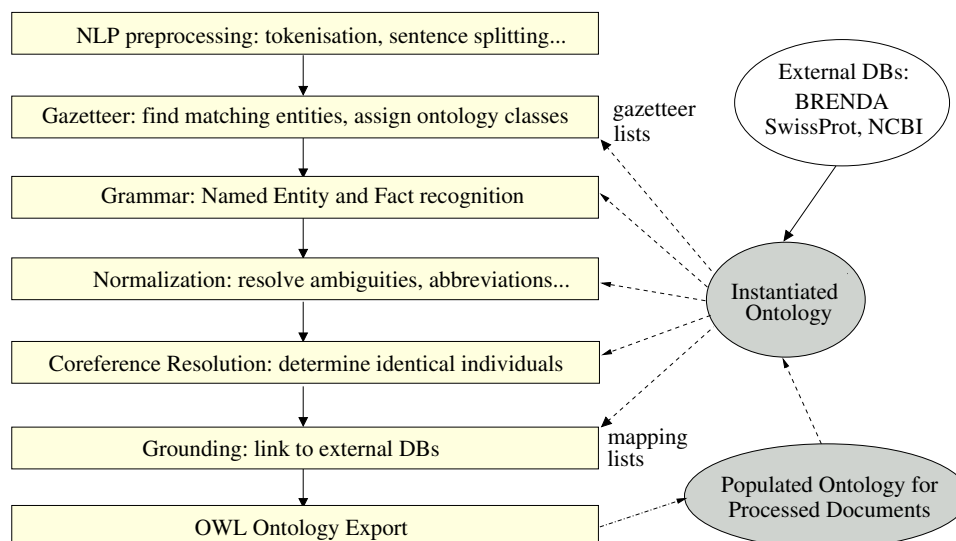 NLP preprocessing: tokenisation, sentence splitting...
Gazetteer: find matching entities, assign ontology classes
Grammar: Named Entity and Fact recognition
Normalization: resolve ambiguities, abbreviations...
Coreference Resolution: determine identical individuals
Grounding: link to external DBs
OWL Ontology Export
gazetteer
lists
mapping
lists
External DBs:
BRENDA
SwissProt, NCBI
Instantiated
Ontology
Populated Ontology for
Processed Documents